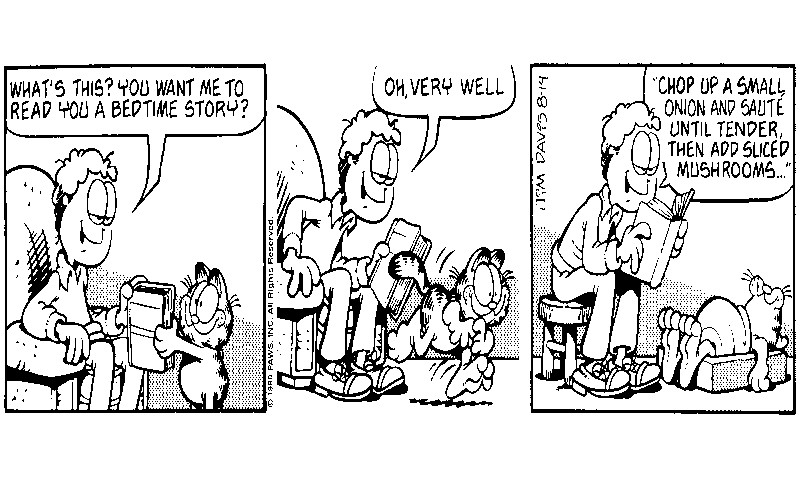 WHAT'S THIS? YOU WANT ME TO
READ YOU A BEDTIME STORY?
© 1980 PAWS, INC. All Rights Reserved.
OH, VERY WELL
JIM DAVIS 8-14
"CHOP UP A SMALL
ONION AND SAUTÉ
UNTIL TENDER,
THEN ADD SLICED
MUSHROOMS..."